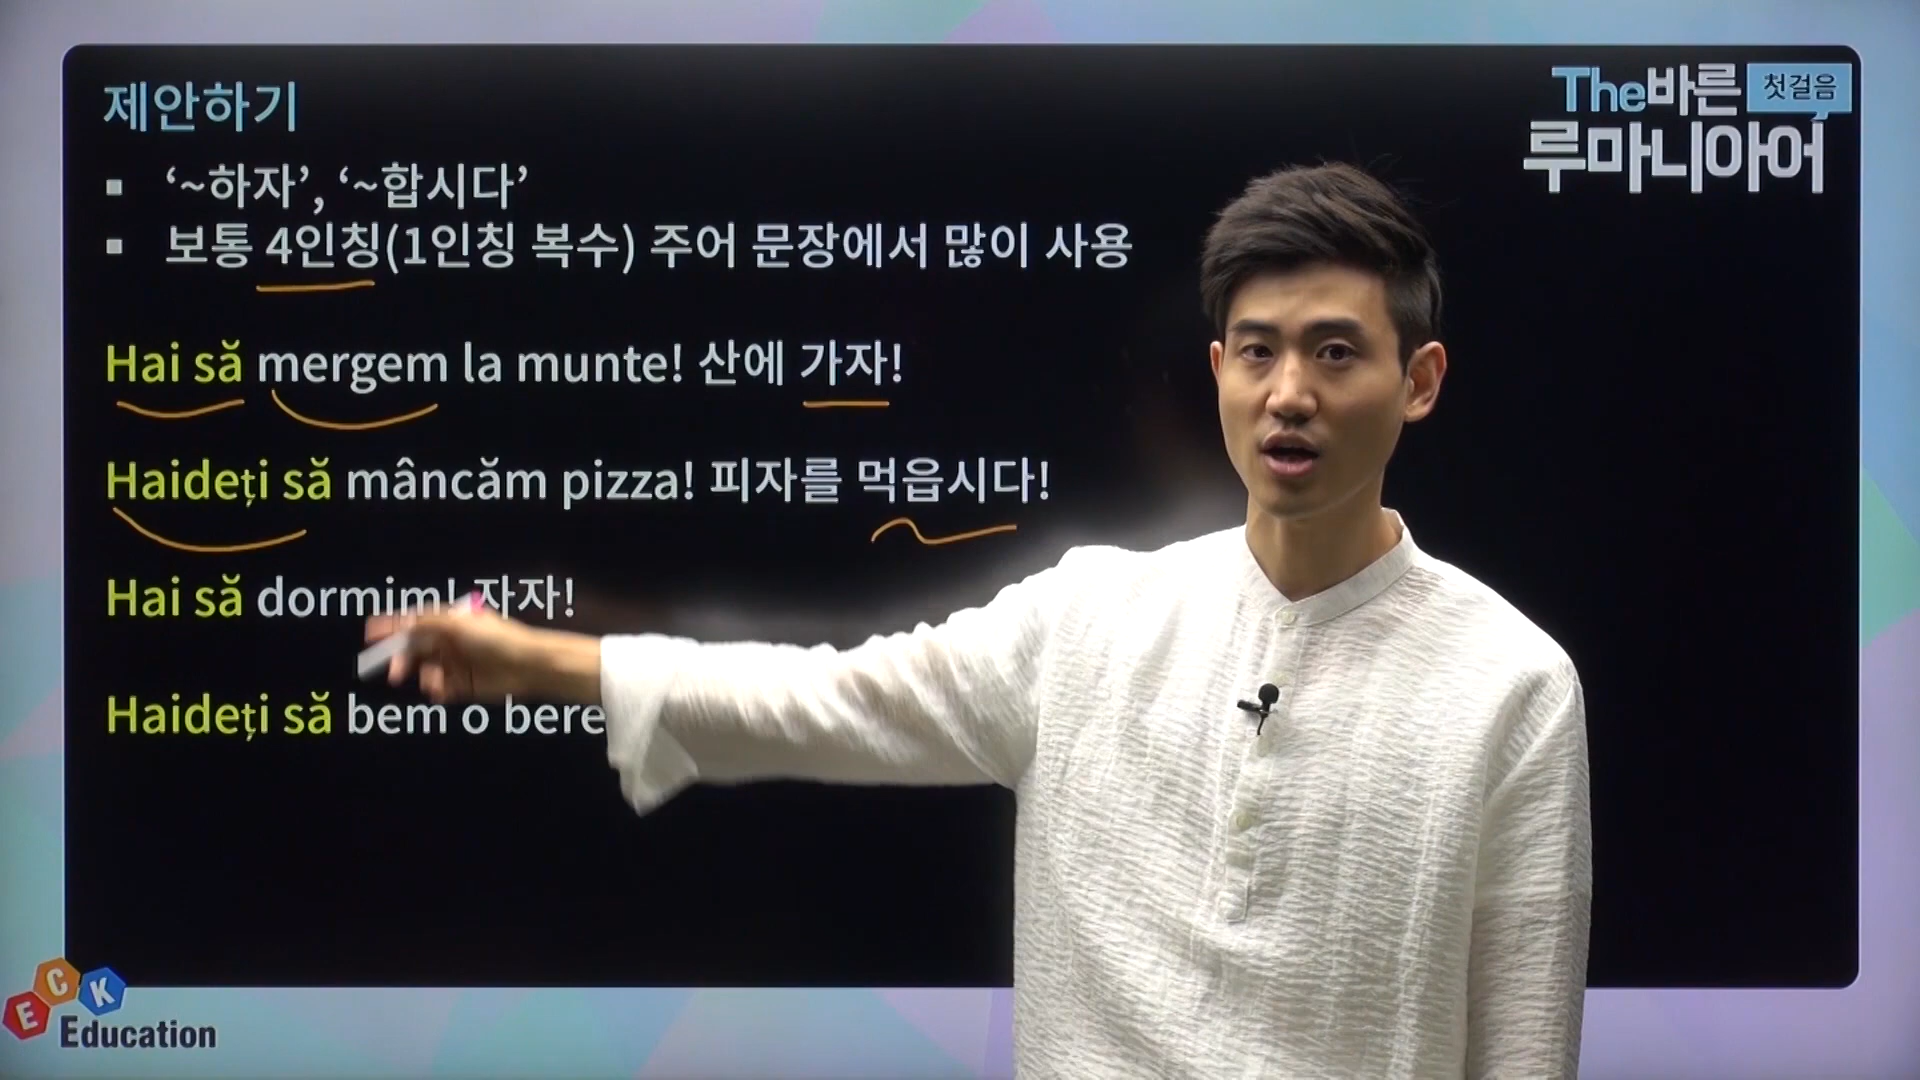 제안하기
The바른 첫걸음
루마니아어
▪ ‘~하자’, ‘~합시다’
▪ 보통 4인칭(1인칭 복수) 주어 문장에서 많이 사용
Hai să mergem la munte! 산에 가자!
Haideți să mâncăm pizza! 피자를 먹읍시다!
Hai să dormim! 자자!
Haideți să bem o bere
ECK
Education